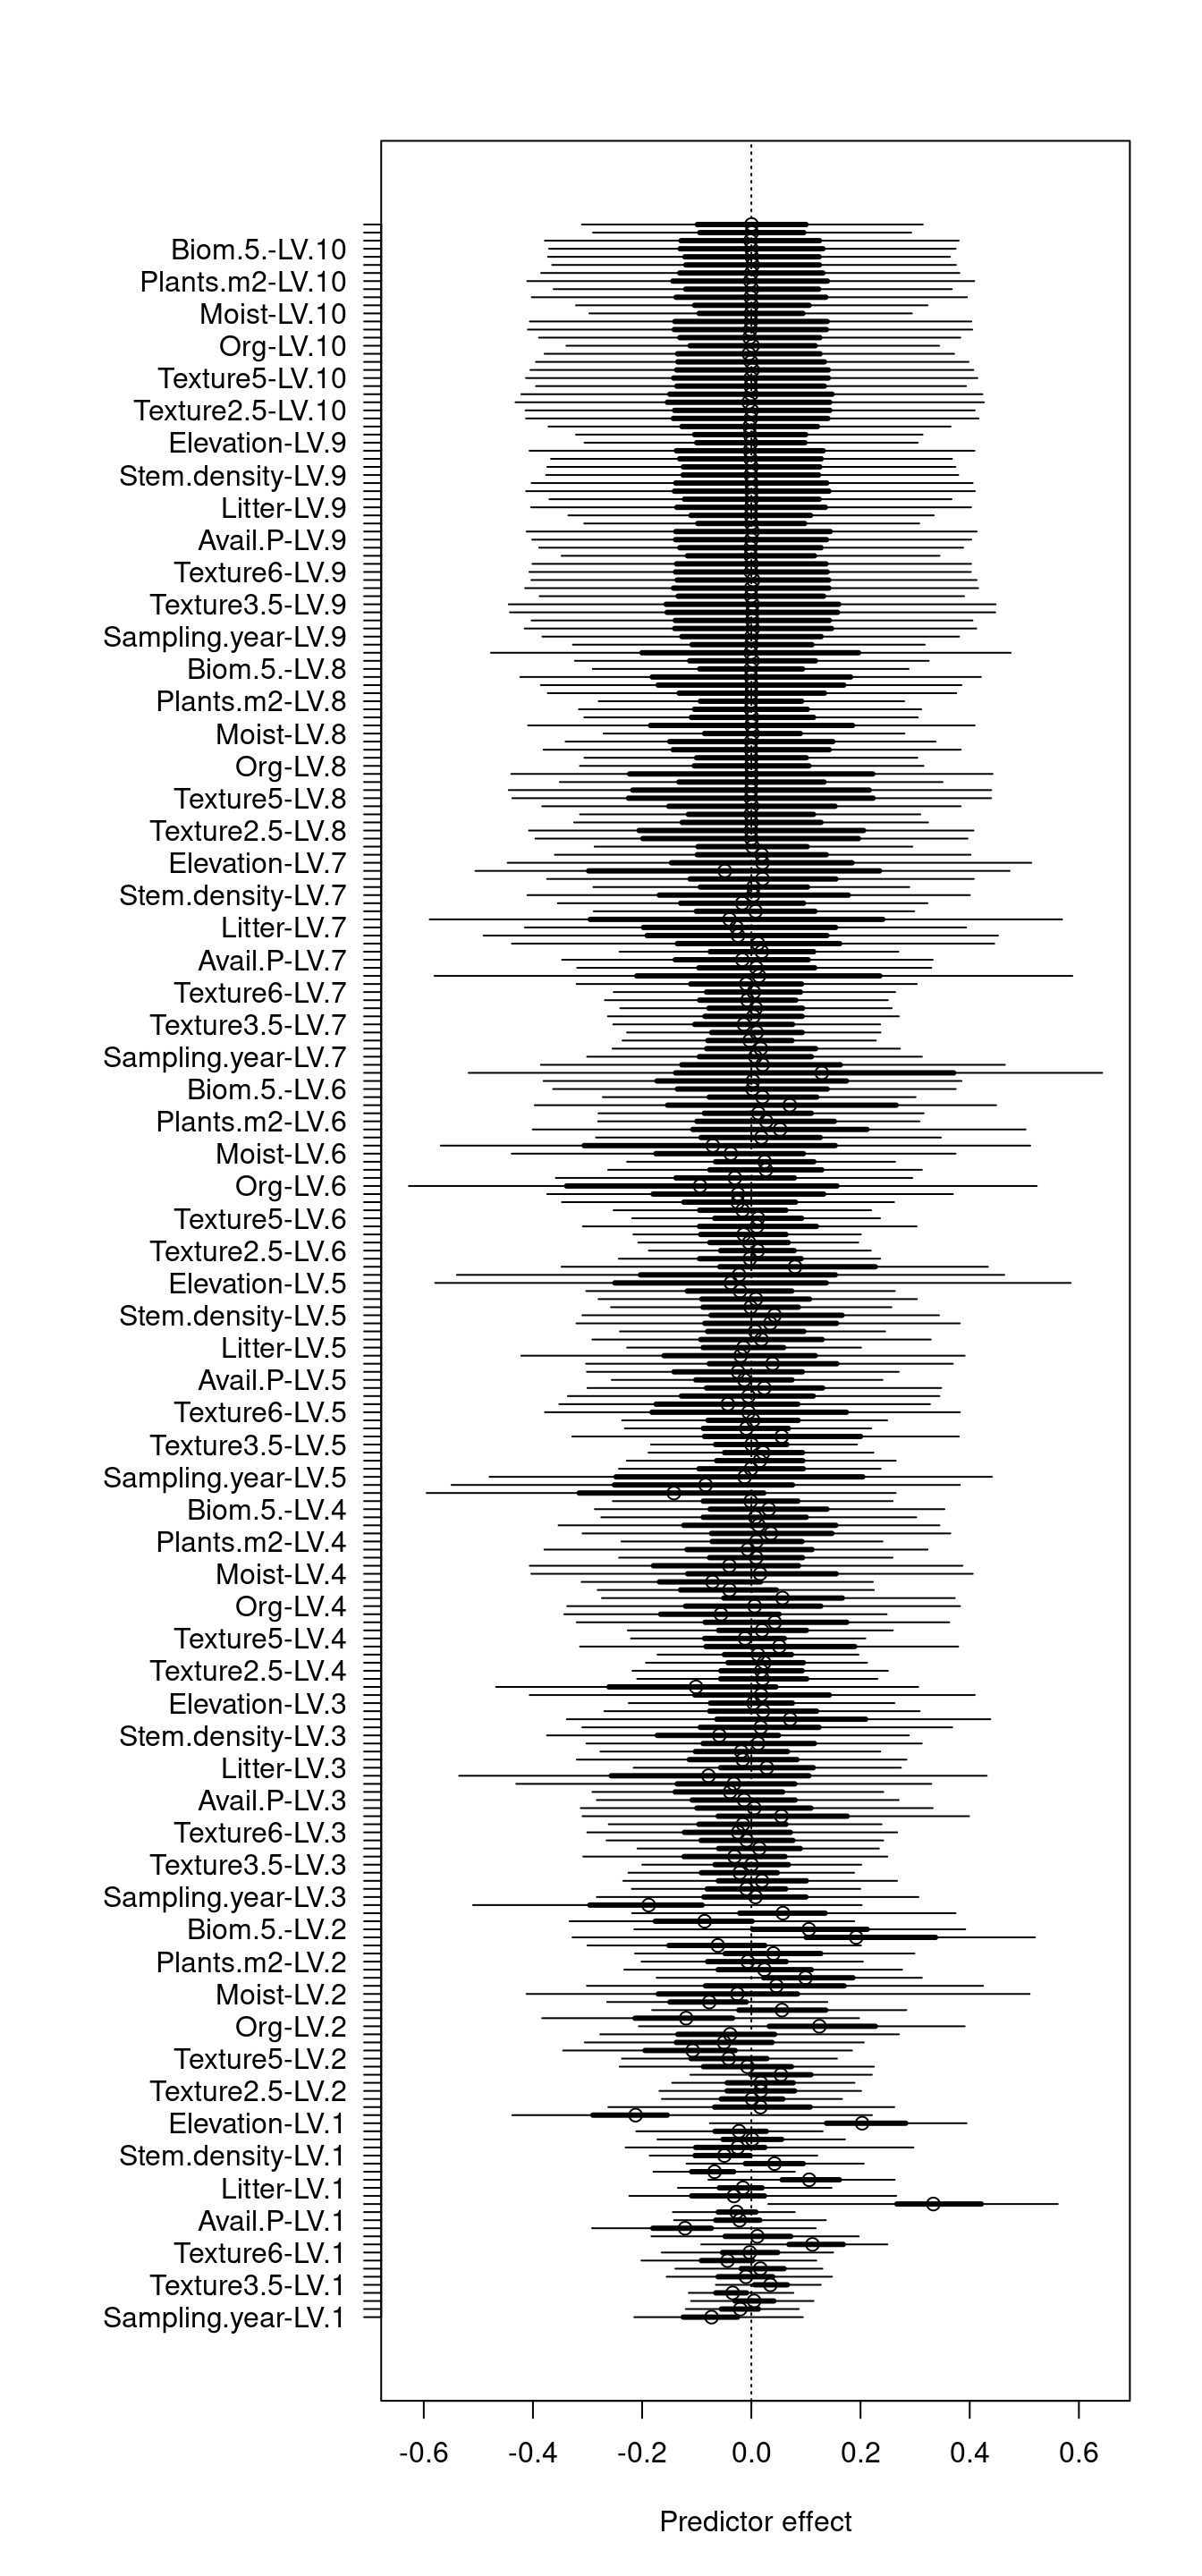 Biom.5.-LV.10
Plants.m2-LV.10
Moist-LV.10
Org-LV.10
Texture5-LV.10
Texture2.5-LV.10
Elevation-LV.9
Stem.density-LV.9
Litter-LV.9
Avail.P-LV.9
Texture6-LV.9
Texture3.5-LV.9
Sampling.year-LV.9
Biom.5.-LV.8
Plants.m2-LV.8
Moist-LV.8
Org-LV.8
Texture5-LV.8
Texture2.5-LV.8
Elevation-LV.7
Stem.density-LV.7
Litter-LV.7
Avail.P-LV.7
Texture6-LV.7
Texture3.5-LV.7
Sampling.year-LV.7
Biom.5.-LV.6
Plants.m2-LV.6
Moist-LV.6
Org-LV.6
Texture5-LV.6
Texture2.5-LV.6
Elevation-LV.5
Stem.density-LV.5
Litter-LV.5
Avail.P-LV.5
Texture6-LV.5
Texture3.5-LV.5
Sampling.year-LV.5
Biom.5.-LV.4
Plants.m2-LV.4
Moist-LV.4
Org-LV.4
Texture5-LV.4
Texture2.5-LV.4
Elevation-LV.3
Stem.density-LV.3
Litter-LV.3
Avail.P-LV.3
Texture6-LV.3
Texture3.5-LV.3
Sampling.year-LV.3
Biom.5.-LV.2
Plants.m2-LV.2
Moist-LV.2
Org-LV.2
Texture5-LV.2
Texture2.5-LV.2
Elevation-LV.1
Stem.density-LV.1
Litter-LV.1
Avail.P-LV.1
Texture6-LV.1
Texture3.5-LV.1
Sampling.year-LV.1
-0.6 -0.4 -0.2 0.0 0.2 0.4 0.6
Predictor effect